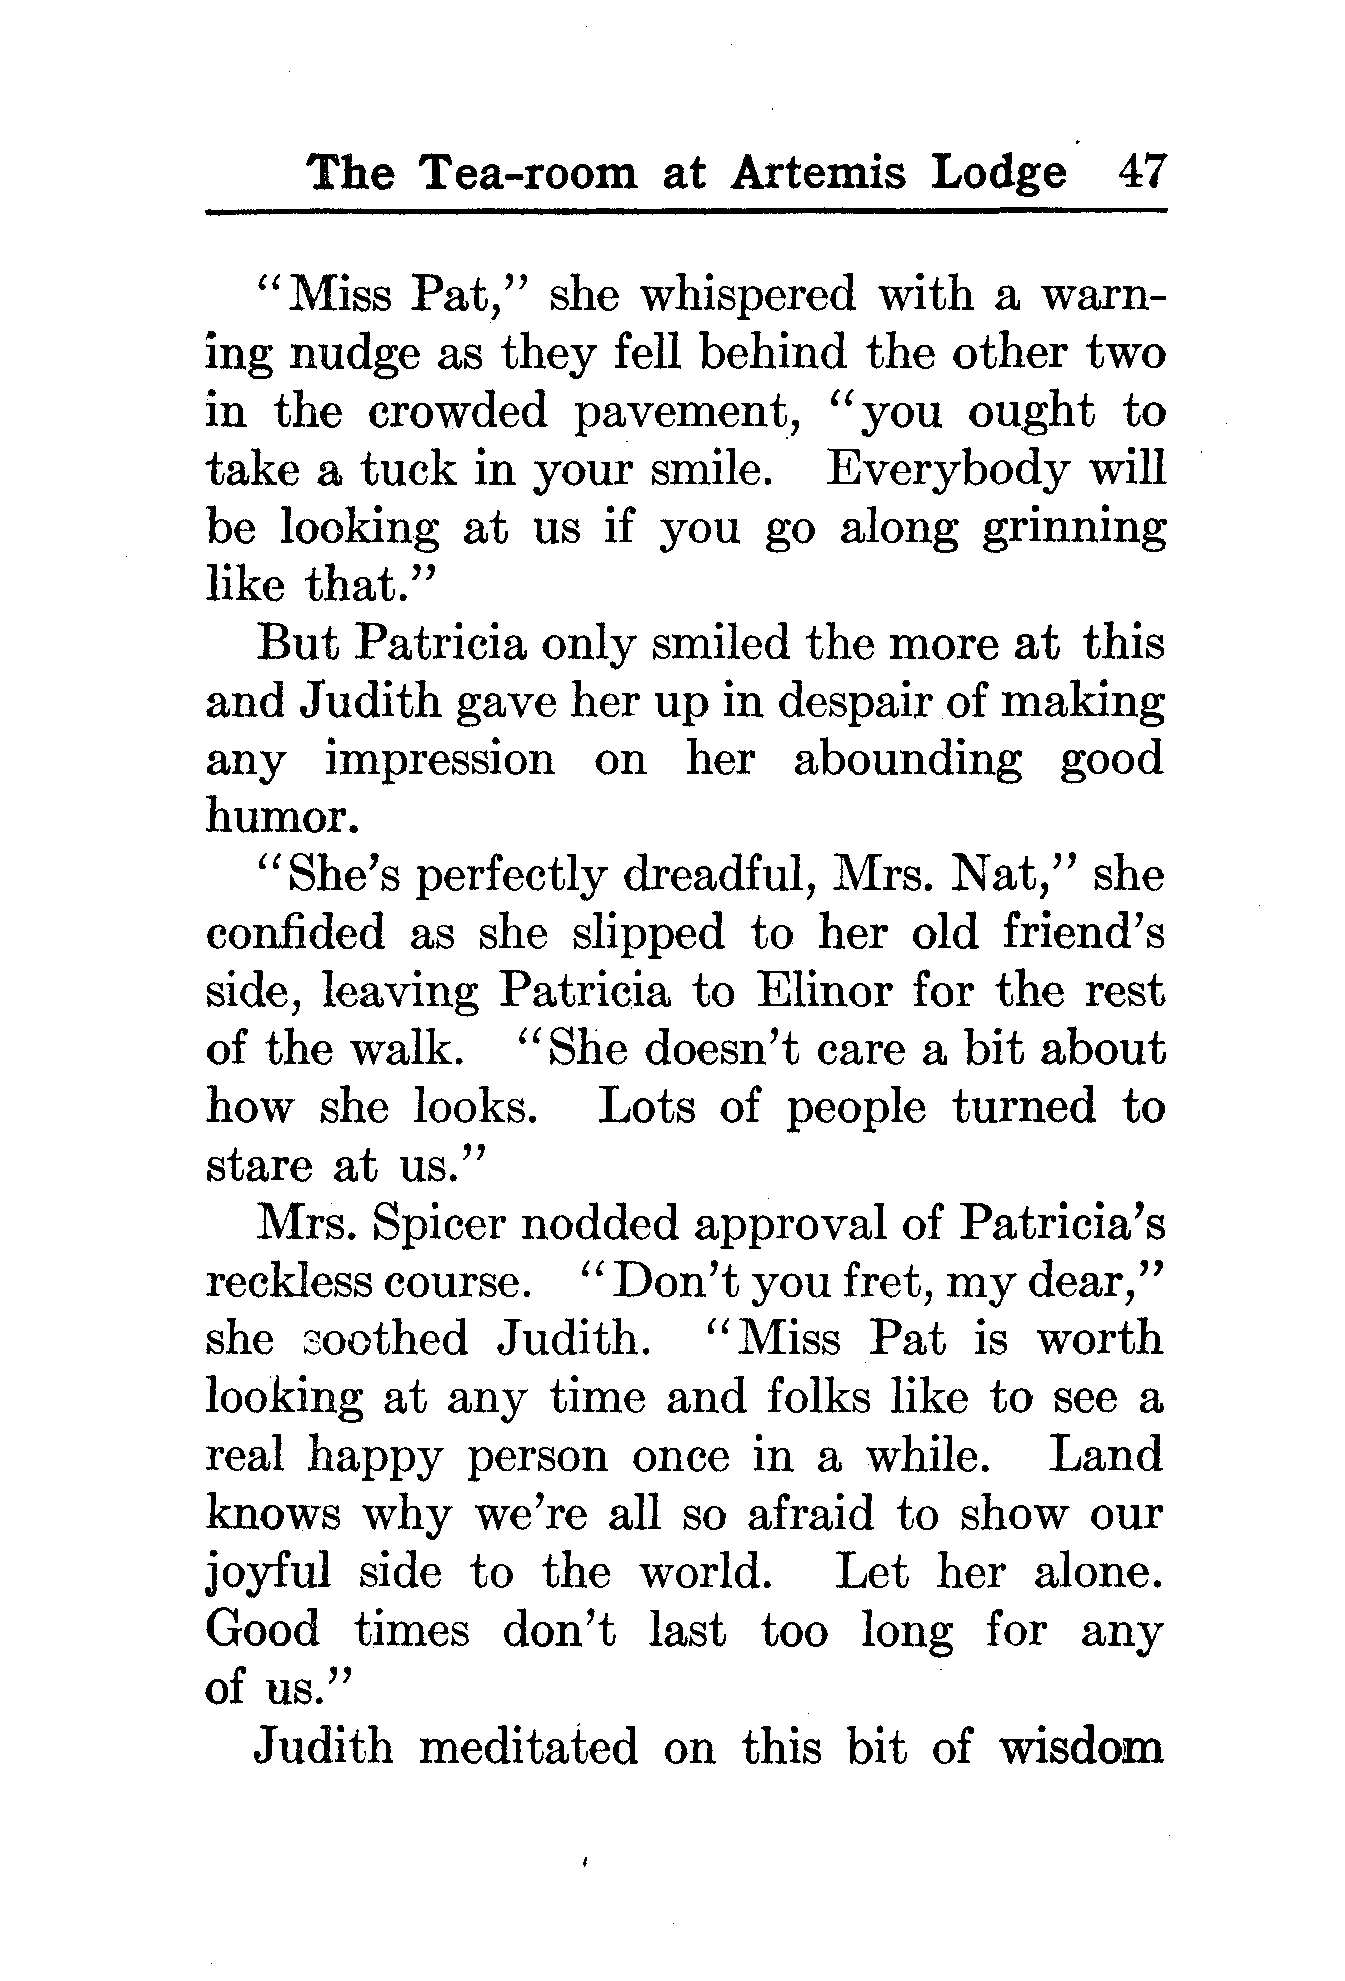 The Tea-room at Artemis Lodge 47
"Miss Pat," she whispered with a warn-
ing nudge as they fell behind the other two
in the crowded pavement, "you ought to
take a tuck in your smile. Everybody will
be looking at us if you go along grinning
like that."
But Patricia only smiled the more at this
and Judith gave her up in despair of making
any impression on her abounding good
humor.
"She's perfectly dreadful, Mrs. Nat," she
confided as she slipped to her old friend's
side, leaving Patricia to Elinor for the rest
of the walk. "She doesn't care a bit about
how she looks. Lots of people turned to
stare at us."
Mrs. Spicer nodded approval of Patricia's
reckless course. "Don't you fret, my dear,"
she soothed Judith. "Miss Pat is worth
looking at any time and folks like to see a
real happy person once in a while. Land
knows why we're all so afraid to show our
joyful side to the world. Let her alone.
Good times don't last too long for any
of us."
Judith meditated on this bit of wisdom